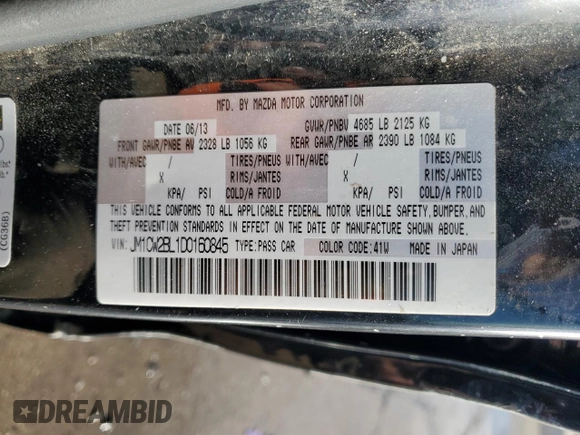 MFG. BY MAZDA MOTOR CORPORATION
DATE 06/13 GVWR/PNBV 4685 LB 2125 KG
FRONT GAWR/PNBE AV 2328 LB 1056 KG REAR GAWR/PNBE AR 2390 LB 1084 KG
WITH/AVEC / TIRES/PNEUS WITH/AVEC / TIRES/PNEUS
X RIMS/JANTES X RIMS/JANTES
KPA/ PSI COLD/A FROID KPA/ PSI COLD/A FROID
THIS VEHICLE CONFORMS TO ALL APPLICABLE FEDERAL MOTOR VEHICLE SAFETY, BUMPER, AND
THEFT PREVENTION STANDARDS IN EFFECT ON THE DATE OF MANUFACTURE SHOWN ABOVE.
VIN: JM1CW2BL1D0160845 TYPE: PASS CAR COLOR CODE: 41W MADE IN JAPAN
(CG36B)
DREAMBID